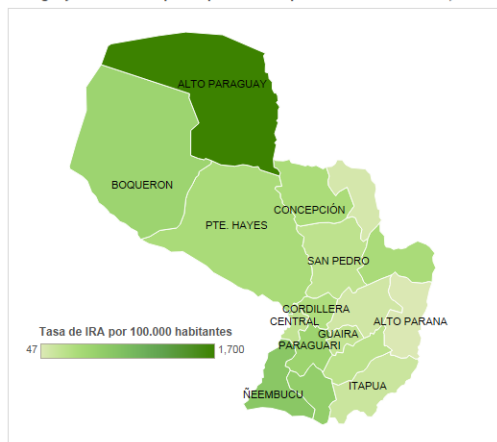 ALTO PARAGUAY
BOQUERON
CONCEPCIÓN
PTE. HAYES
SAN PEDRO
CORDILLERA
CENTRAL
ALTO PARANA
GUAIRA
PARAGUARI
Tasa de IRA por 100.000 habitantes
47 1,700
ITAPUA
ÑEEMBUCU